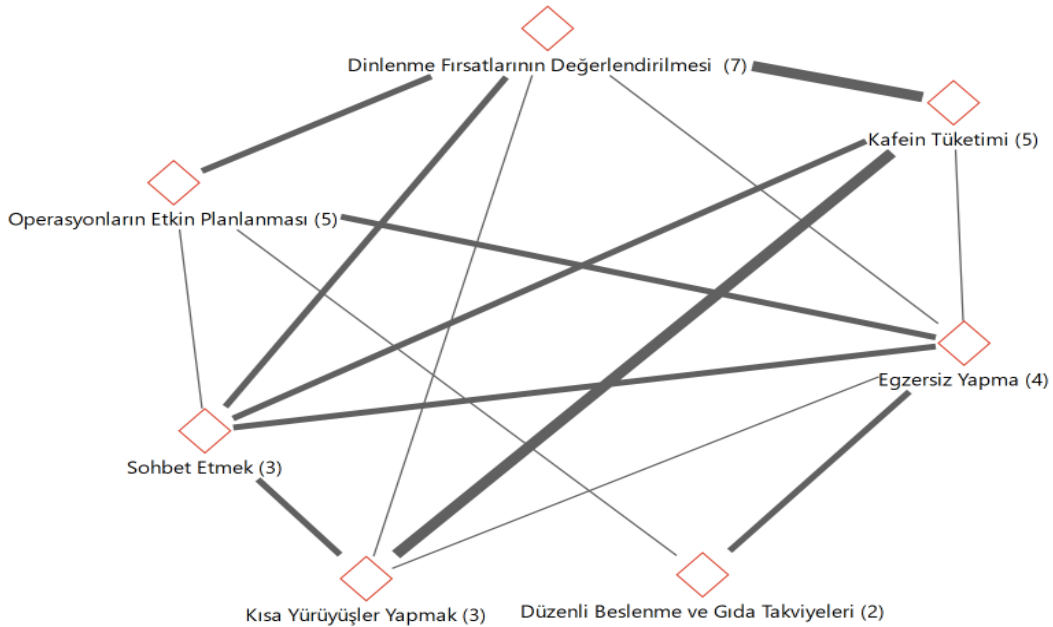 Dinlenme Fırsatlarının Değerlendirilmesi (7)
Kafein Tüketimi (5)
Operasyonların Etkin Planlanması (5)
Egzersiz Yapma (4)
Sohbet Etmek (3)
Kısa Yürüyüşler Yapmak (3)
Düzenli Beslenme ve Gıda Takviyeleri (2)